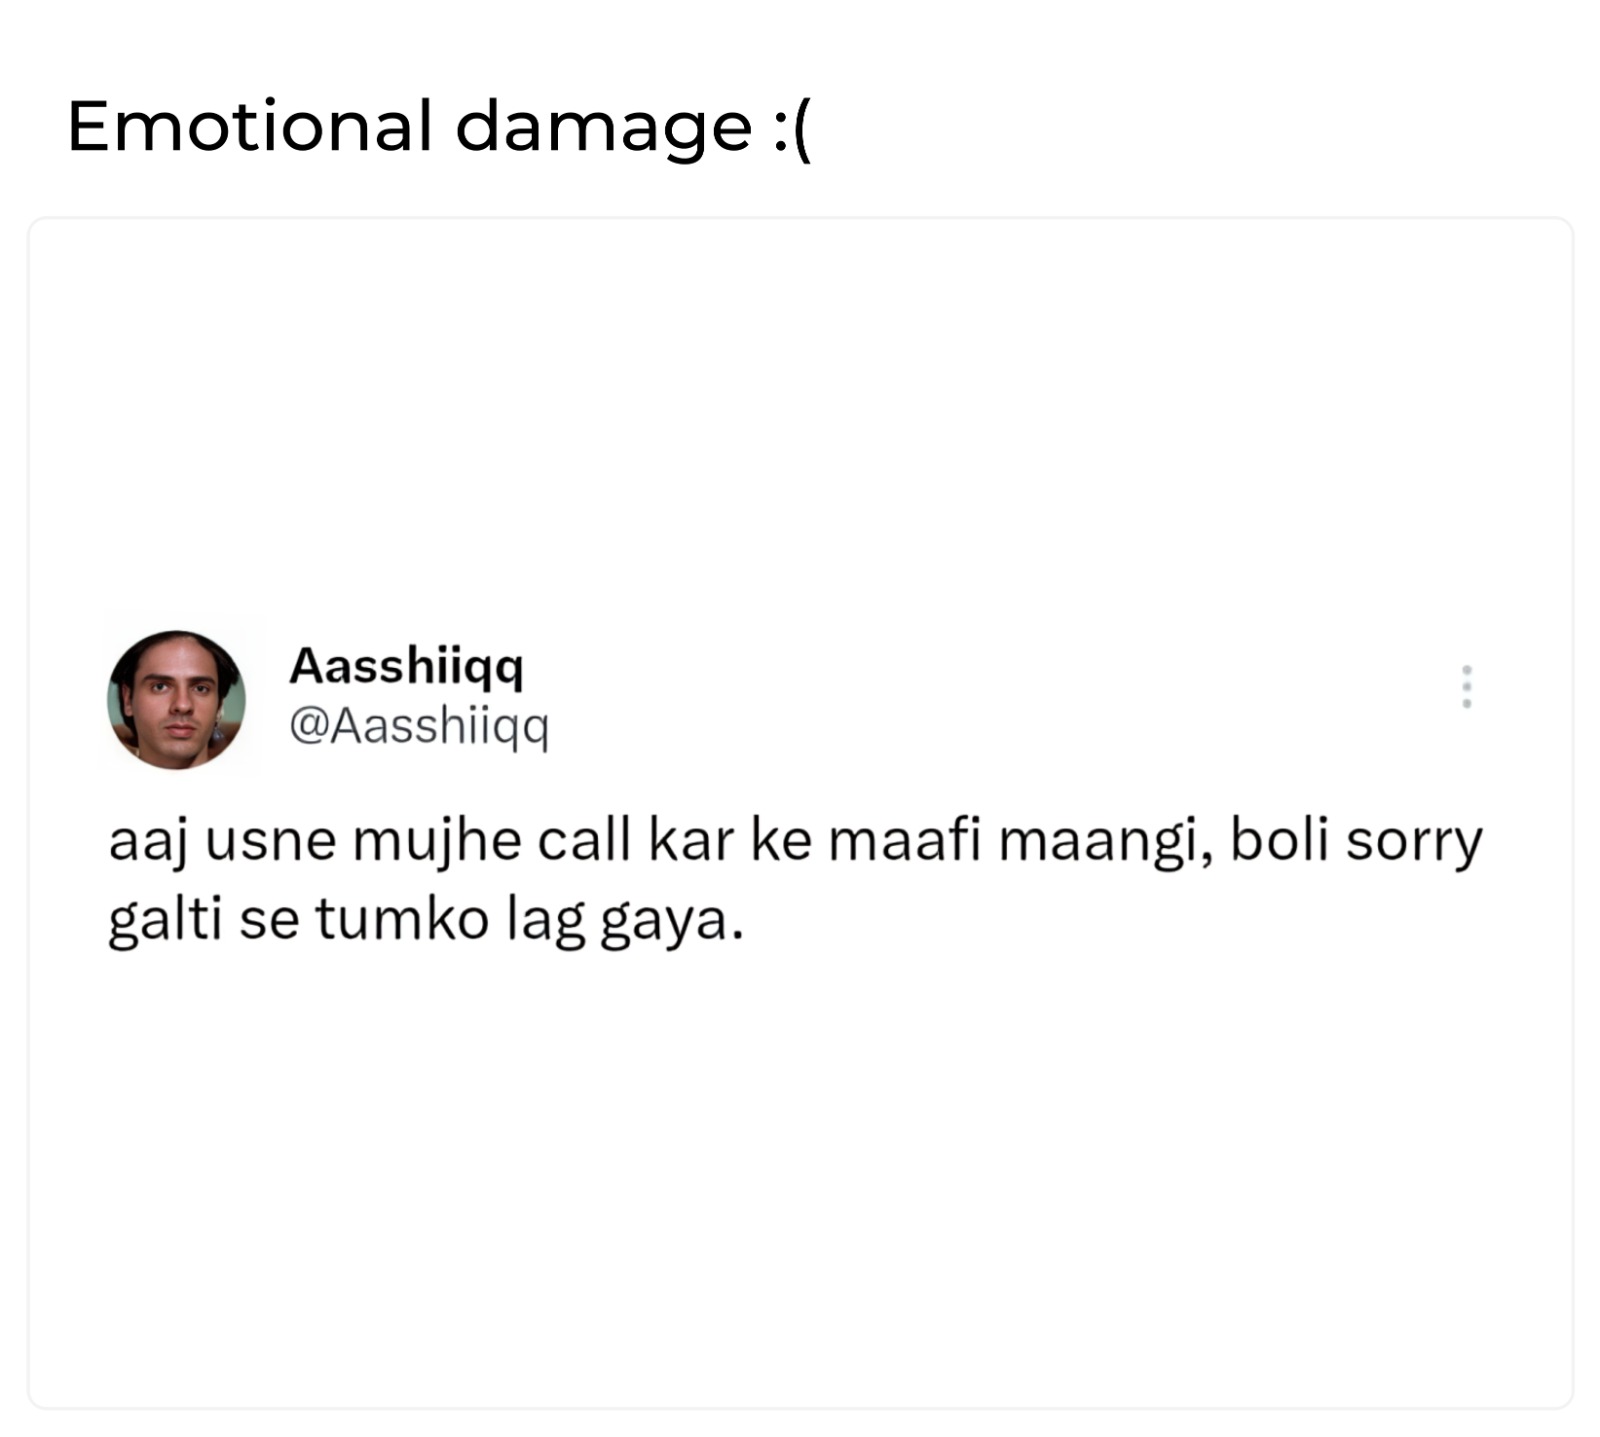 Emotional damage :(
Aasshiiqq
@Aasshiiqq
aaj usne mujhe call kar ke maafi maangi, boli sorry
galti se tumko lag gaya.